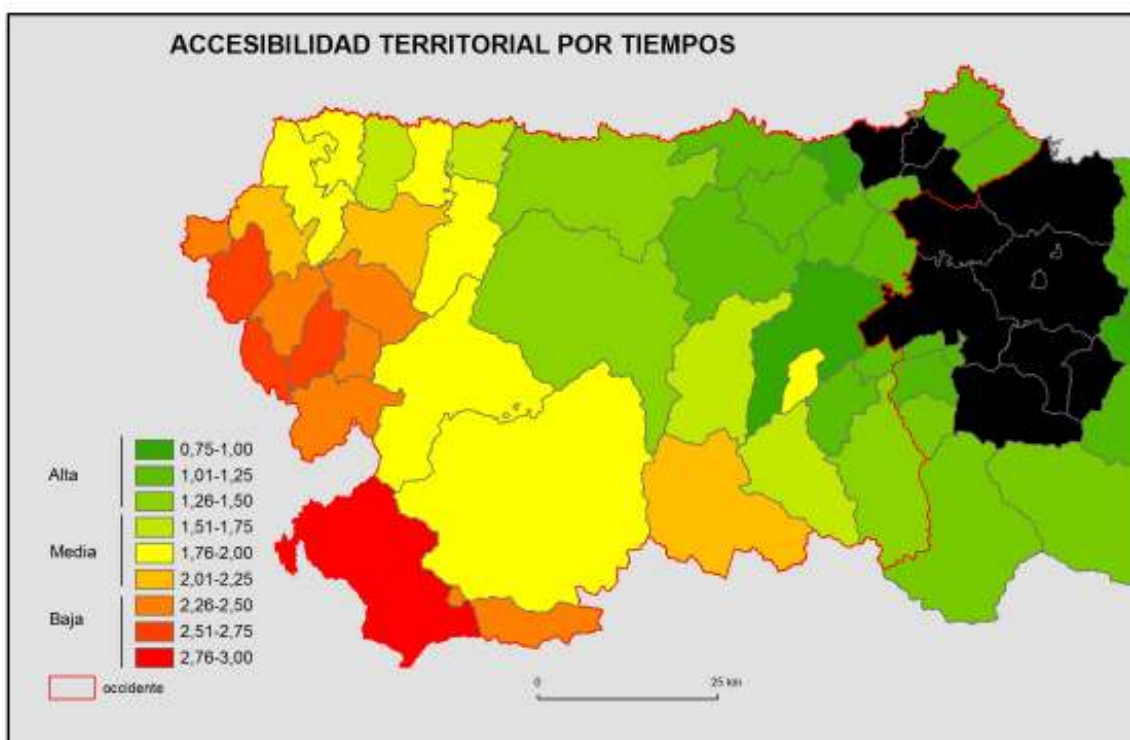 ACCESIBILIDAD TERRITORIAL POR TIEMPOS
Alta
0,75-1,00
1,01-1,25
1,26-1,50
Media
1,51-1,75
1,76-2,00
2,01-2,25
Baja
2,26-2,50
2,51-2,75
2,76-3,00
occidente
0 25 km